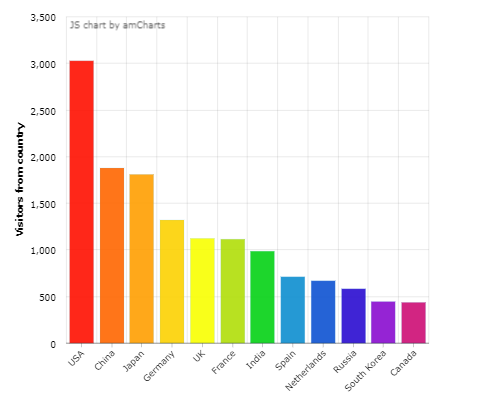 JS chart by amCharts
Visitors from country
3,500
3,000
2,500
2,000
1,500
1,000
500
0
USA
China
Japan
Germany
UK
France
India
Spain
Netherlands
Russia
South Korea
Canada